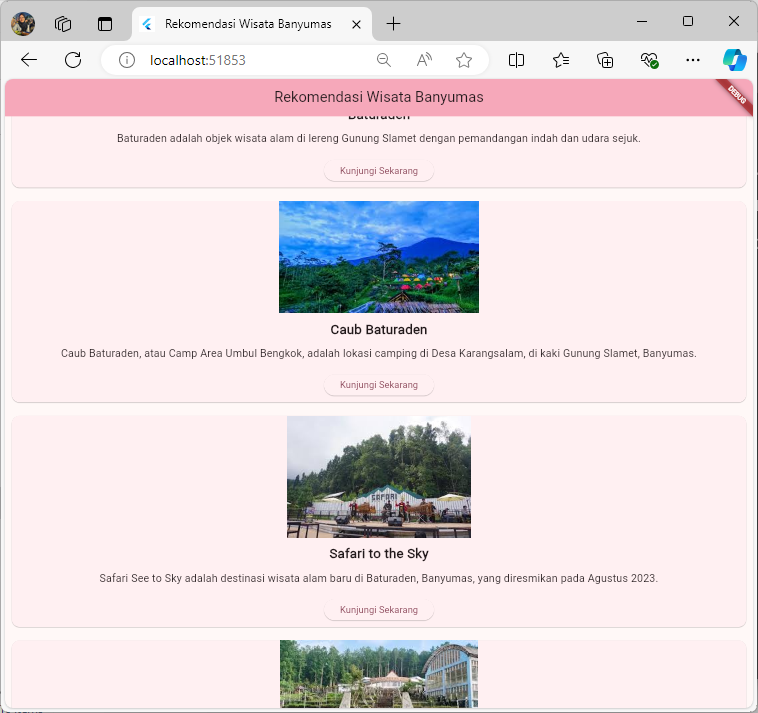 Rekomendasi Wisata Banyumas
localhost:51853
Rekomendasi Wisata Banyumas
DEBUG
Baturaden
Baturaden adalah objek wisata alam di lereng Gunung Slamet dengan pemandangan indah dan udara sejuk.
Kunjungi Sekarang
Caub Baturaden
Caub Baturaden, atau Camp Area Umbul Bengkok, adalah lokasi camping di Desa Karangsalam, di kaki Gunung Slamet, Banyumas.
Kunjungi Sekarang
SAFARI
Safari to the Sky
Safari See to Sky adalah destinasi wisata alam baru di Baturaden, Banyumas, yang diresmikan pada Agustus 2023.
Kunjungi Sekarang